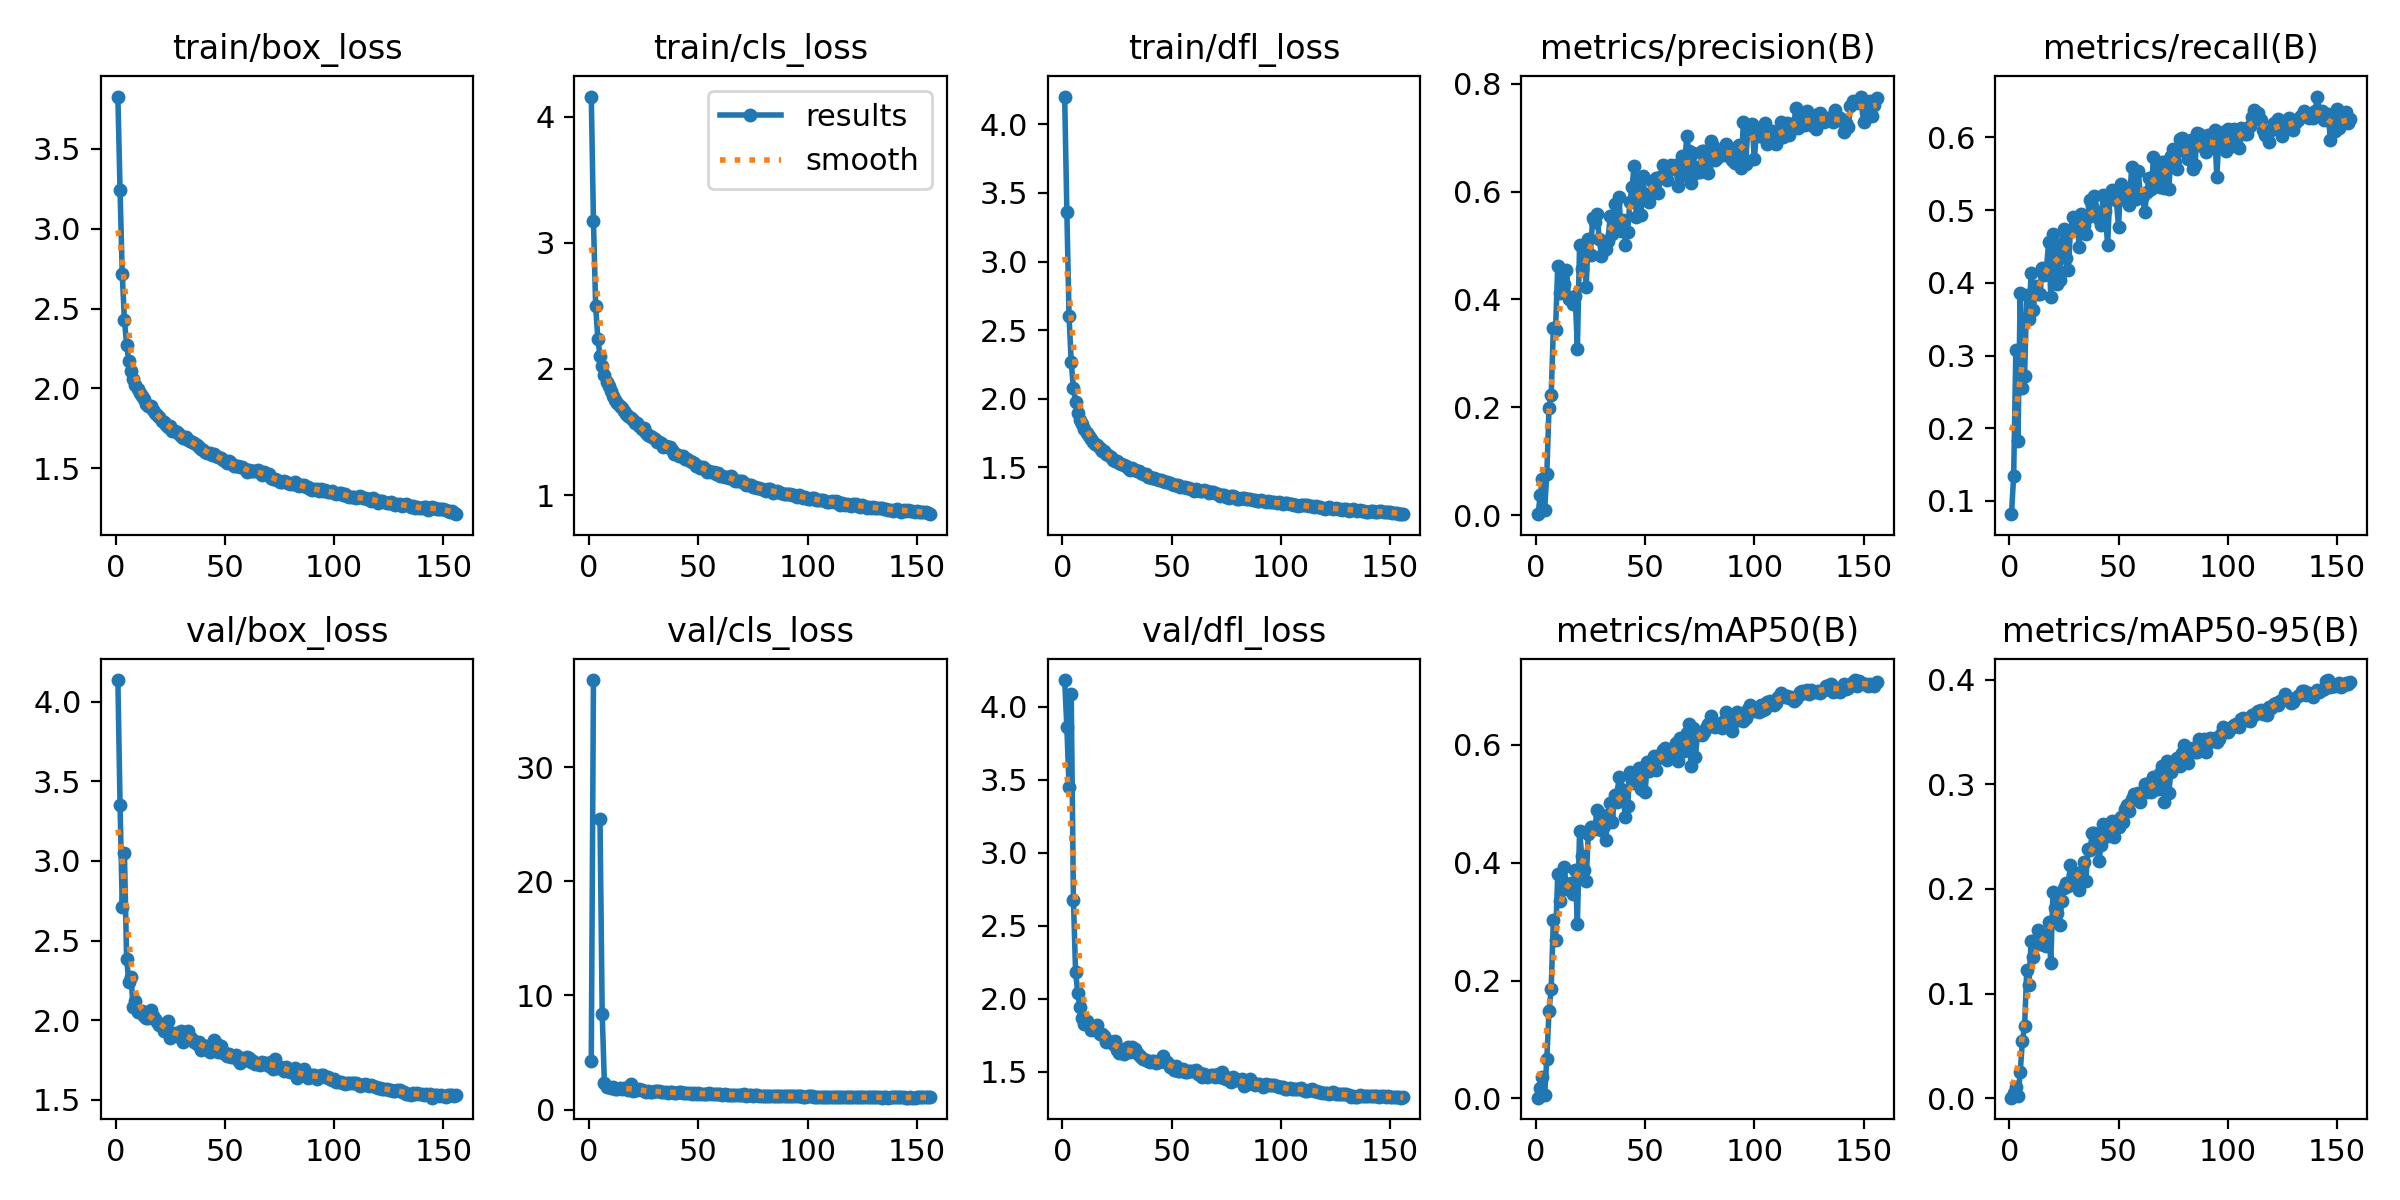 train/box_loss
3.5
3.0
2.5
2.0
1.5
0 50 100 150
train/cls_loss
results
smooth
4
3
2
1
0 50 100 150
train/dfl_loss
4.0
3.5
3.0
2.5
2.0
1.5
0 50 100 150
metrics/precision(B)
0.8
0.6
0.4
0.2
0.0
0 50 100 150
metrics/recall(B)
0.6
0.5
0.4
0.3
0.2
0.1
0 50 100 150
val/box_loss
4.0
3.5
3.0
2.5
2.0
1.5
0 50 100 150
val/cls_loss
30
20
10
0
0 50 100 150
val/dfl_loss
4.0
3.5
3.0
2.5
2.0
1.5
0 50 100 150
metrics/mAP50(B)
0.6
0.4
0.2
0.0
0 50 100 150
metrics/mAP50-95(B)
0.4
0.3
0.2
0.1
0.0
0 50 100 150